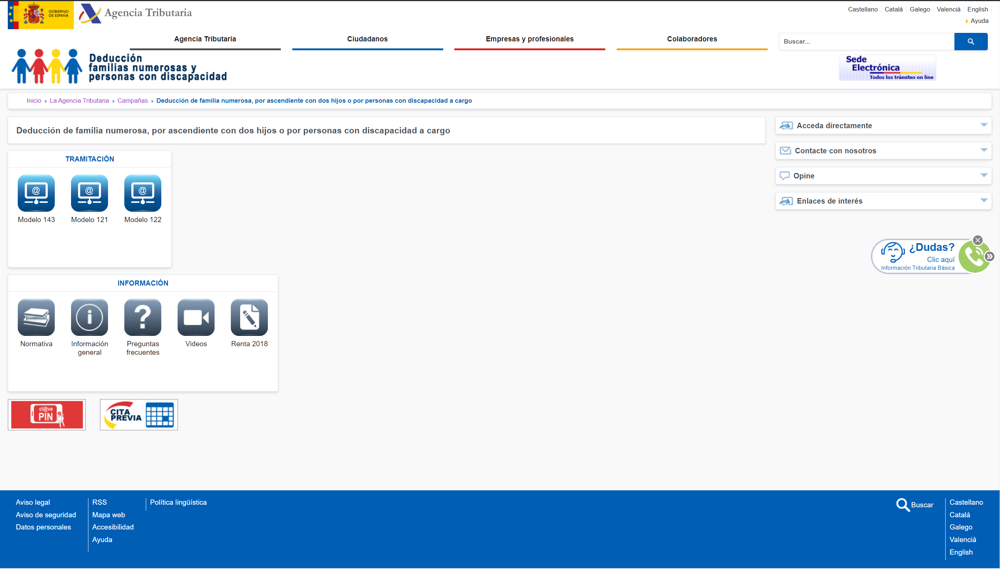 GOBIERNO
DE ESPAÑA
Agencia Tributaria
Castellano Català Galego Valencià English
Ayuda
Agencia Tributaria
Ciudadanos
Empresas y profesionales
Colaboradores
Buscar...
Deducción
familias numerosas y
personas con discapacidad
Sede
Electrónica
Todos los trámites on line
Inicio › La Agencia Tributaria › Campañas › Deducción de familia numerosa, por ascendiente con dos hijos o por personas con discapacidad a cargo
Deducción de familia numerosa, por ascendiente con dos hijos o por personas con discapacidad a cargo
TRAMITACIÓN
@ @ @
Modelo 143
Modelo 121
Modelo 122
Acceda directamente
Contacte con nosotros
Opine
Enlaces de interés
¿Dudas?
Clic aquí
Información Tributaria Básica
INFORMACIÓN
Normativa
Información
general
Preguntas
frecuentes
Videos
Renta 2018
cl@ve
PIN
CITA
PREVIA
Aviso legal
Aviso de seguridad
Datos personales
RSS
Mapa web
Accesibilidad
Ayuda
Política lingüística
Buscar
Castellano
Català
Galego
Valencià
English